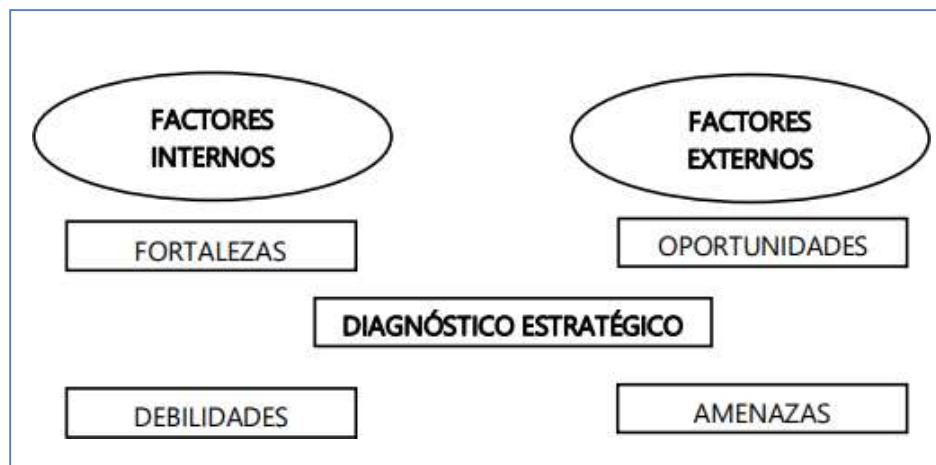 FACTORES
INTERNOS
FACTORES
EXTERNOS
FORTALEZAS
OPORTUNIDADES
DIAGNÓSTICO ESTRATÉGICO
DEBILIDADES
AMENAZAS